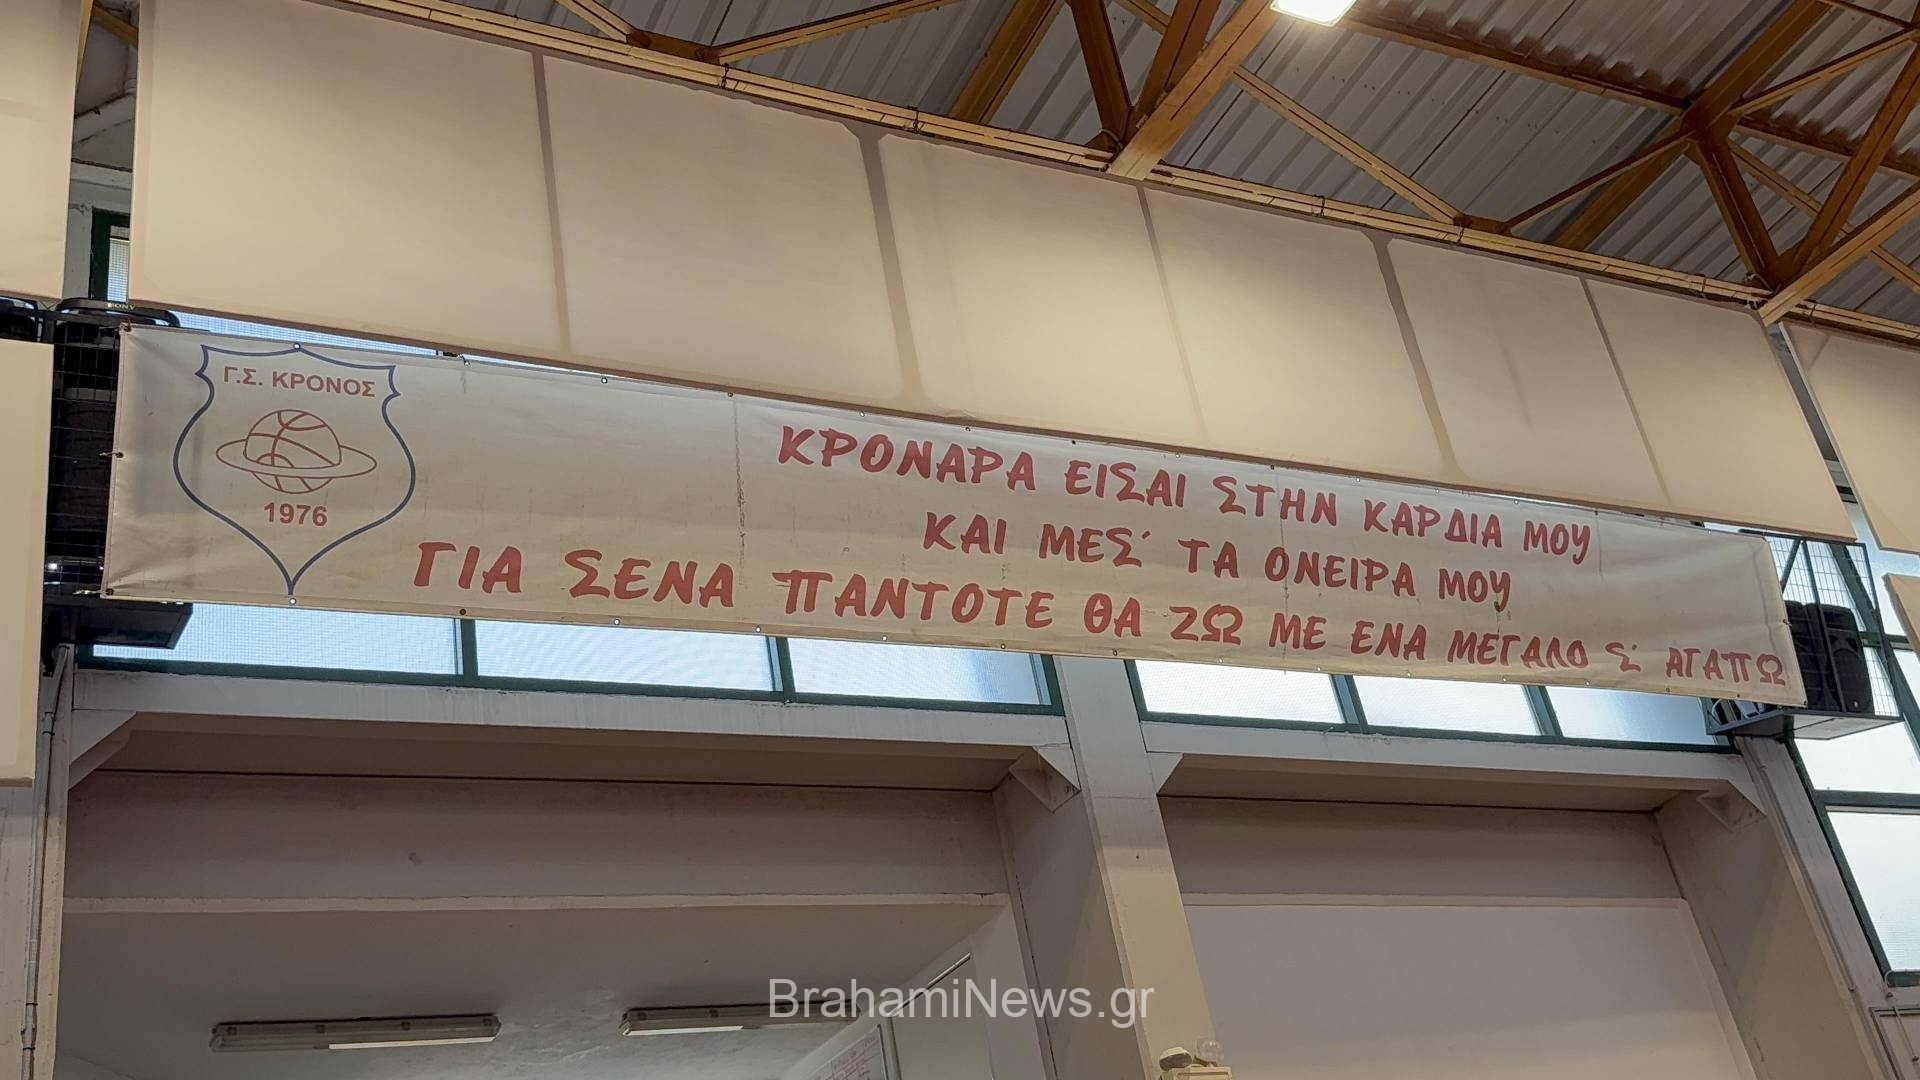 SONY
Γ.Σ. ΚΡΟΝΟΣ
1976
ΚΡΟΝΑΡΑ ΕΙΣΑΙ ΣΤΗΝ ΚΑΡΔΙΑ ΜΟΥ
ΚΑΙ ΜΕΣ΄ ΤΑ ΟΝΕΙΡΑ ΜΟΥ
ΓΙΑ ΣΕΝΑ ΠΑΝΤΟΤΕ ΘΑ ΖΩ ΜΕ ΕΝΑ ΜΕΓΑΛΟ Σ΄ ΑΓΑΠΩ
BrahamiNews.gr